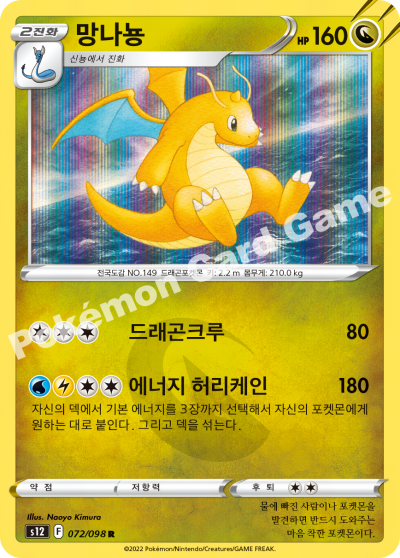 2진화
망나뇽
HP 160
신뇽에서 진화
전국도감 NO.149 드래곤포켓몬 키: 2.2 m 몸무게: 210.0 kg
Pokémon Card Game
드래곤크루 80
에너지 허리케인 180
자신의 덱에서 기본 에너지를 3장까지 선택해서 자신의 포켓몬에게
원하는 대로 붙인다. 그리고 덱을 섞는다.
약 점 저항력 후 퇴
Illus. Naoyo Kimura
s12 F 072/098 R
물에 빠진 사람이나 포켓몬을
발견하면 반드시 도와주는
마음 착한 포켓몬이다.
©2022 Pokémon/Nintendo/Creatures/GAME FREAK.